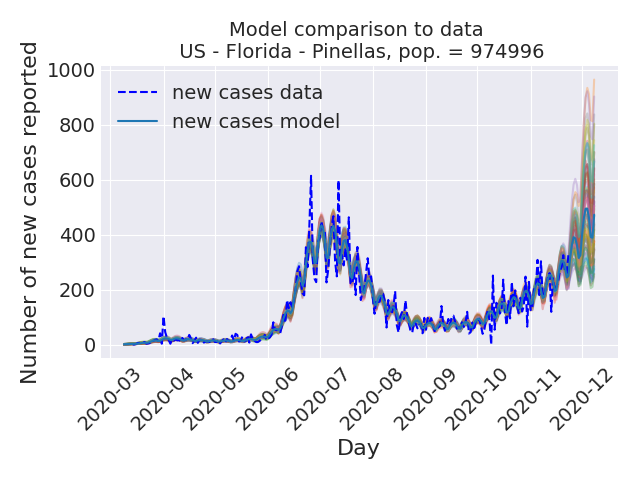 Model comparison to data
US - Florida - Pinellas, pop. = 974996
Number of new cases reported
1000
800
600
400
200
0
new cases data
new cases model
2020-03
2020-04
2020-05
2020-06
2020-07
2020-08
2020-09
2020-10
2020-11
2020-12
Day